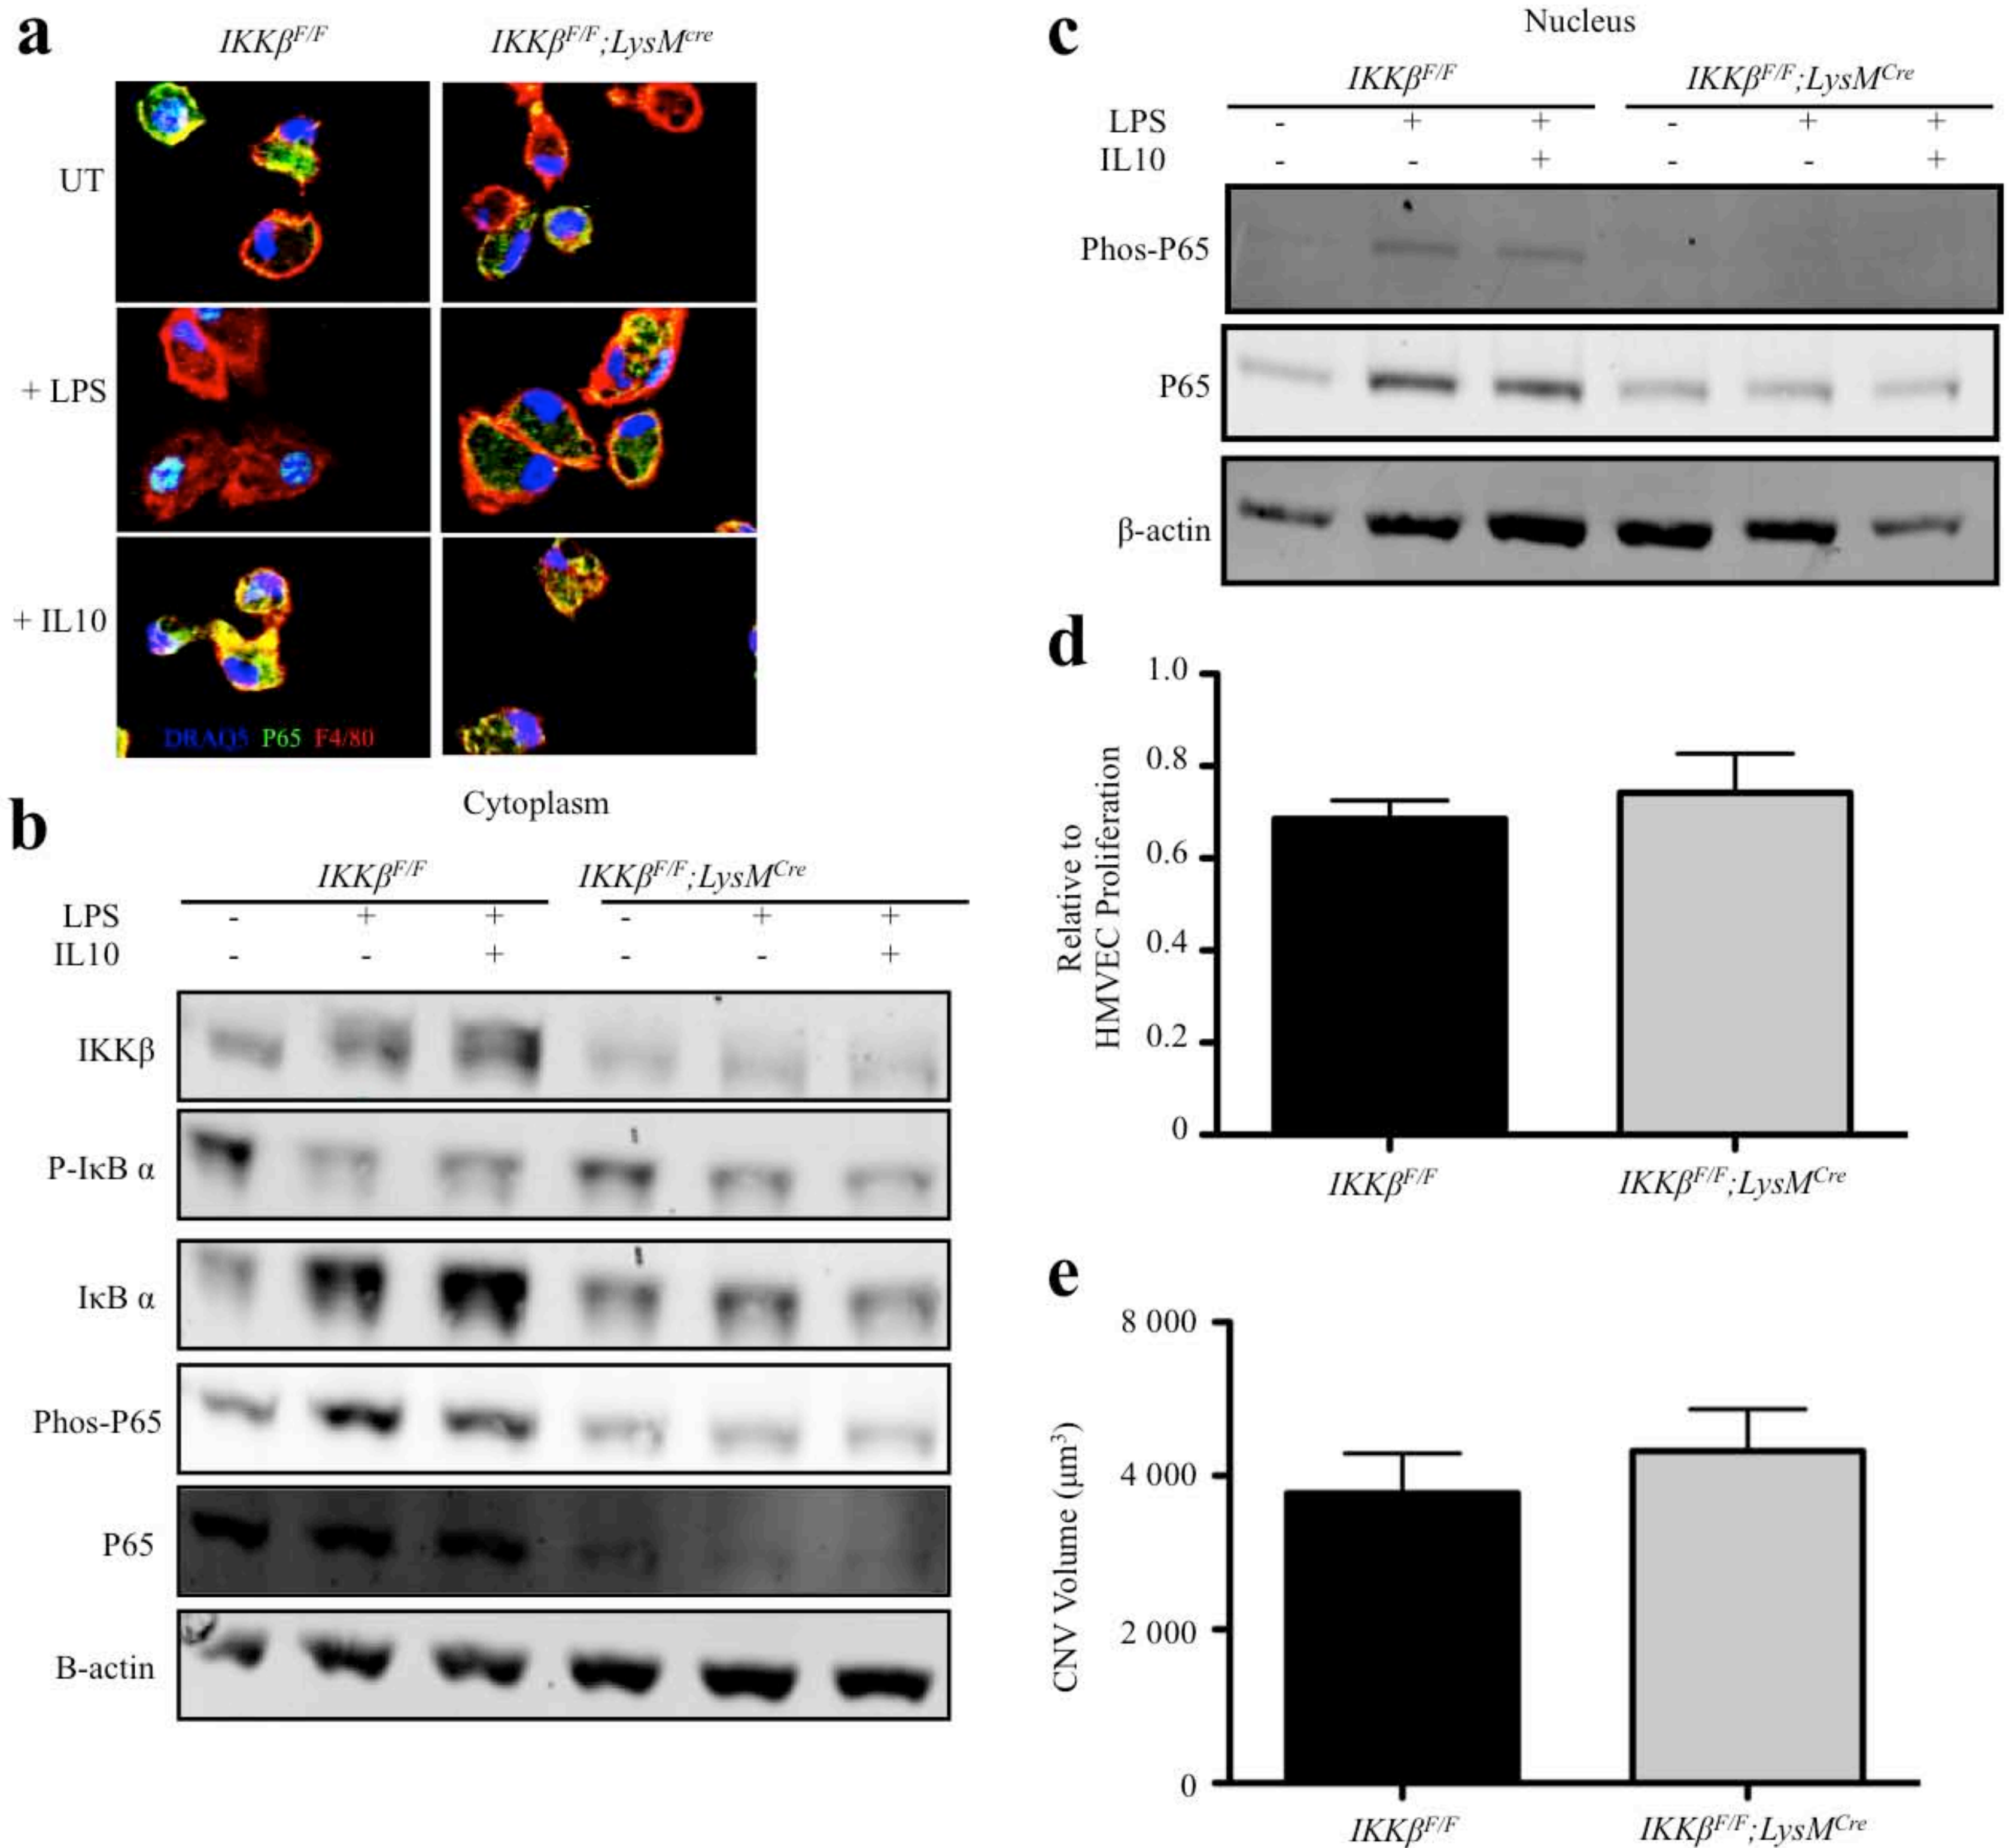 a
IKKβF/F IKKβF/F;LysMcre
UT
+ LPS
+ IL10
DRAQ5 P65 F4/80
b
Cytoplasm
IKKβF/F IKKβF/F;LysMCre
LPS - + + - + +
IL10 - - + - - +
IKKβ
P-IκB α
IκB α
Phos-P65
P65
B-actin
c
Nucleus
IKKβF/F IKKβF/F;LysMCre
LPS - + + - + +
IL10 - - + - - +
Phos-P65
P65
β-actin
d
Relative to
HMVEC Proliferation
1.0
0.8
0.6
0.4
0.2
0
IKKβF/F IKKβF/F;LysMCre
e
CNV Volume (μm³)
8 000
4 000
2 000
0
IKKβF/F IKKβF/F;LysMCre